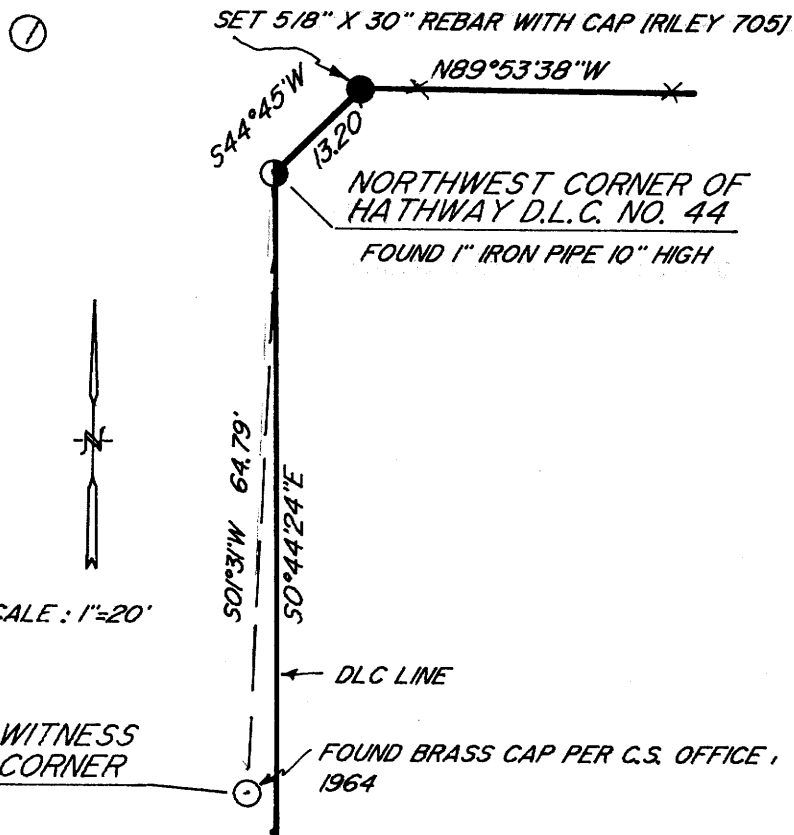 1
SET 5/8" X 30" REBAR WITH CAP [RILEY 705]
N89°53'38"W
S44°45'W
13.20'
NORTHWEST CORNER OF
HATHWAY D.L.C. NO. 44
FOUND 1" IRON PIPE 10" HIGH
N
S01°31'W 64.79'
S0°44'24"E
CALE : 1"=20'
DLC LINE
WITNESS
CORNER
FOUND BRASS CAP PER C.S. OFFICE,
1964